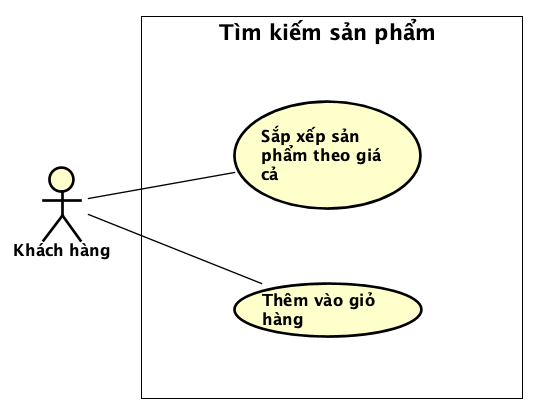 Tìm kiếm sản phẩm
Sắp xếp sản
phẩm theo giá
cả
Khách hàng
Thêm vào giỏ
hàng